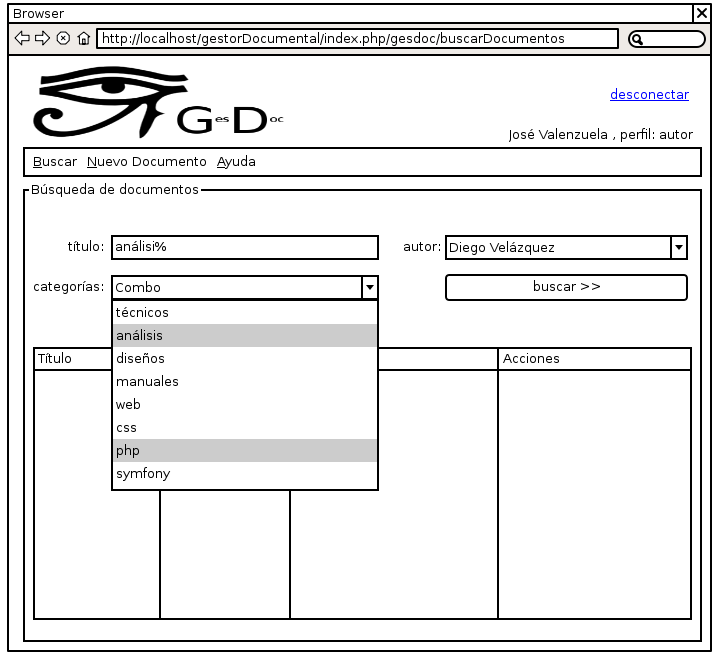 Browser
http://localhost/gestorDocumental/index.php/gesdoc/buscarDocumentos
GesDoc
desconectar
José Valenzuela , perfil: autor
Buscar Nuevo Documento Ayuda
Búsqueda de documentos
título: análisi% autor: Diego Velázquez
categorías: Combo buscar >>
técnicos
análisis
diseños
Título Acciones
manuales
web
css
php
symfony